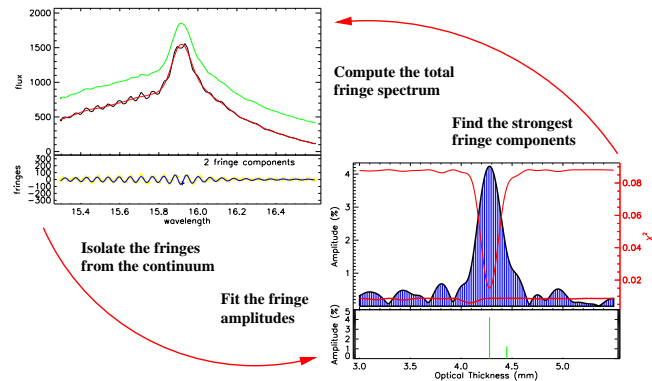 2000
1500
1000
500
0
flux
300
200
100
0
-100
-200
-300
fringes
2 fringe components
15.4 15.6 15.8 16.0 16.2 16.4
wavelength
Compute the total
fringe spectrum
Find the strongest
fringe components
Isolate the fringes
from the continuum
Fit the fringe
amplitudes
4
3
2
1
Amplitude (%)
0.08
0.06
0.04
0.02
χ²
5
4
3
2
1
0
Amplitude (%)
3.0 3.5 4.0 4.5 5.0
Optical Thickness (mm)